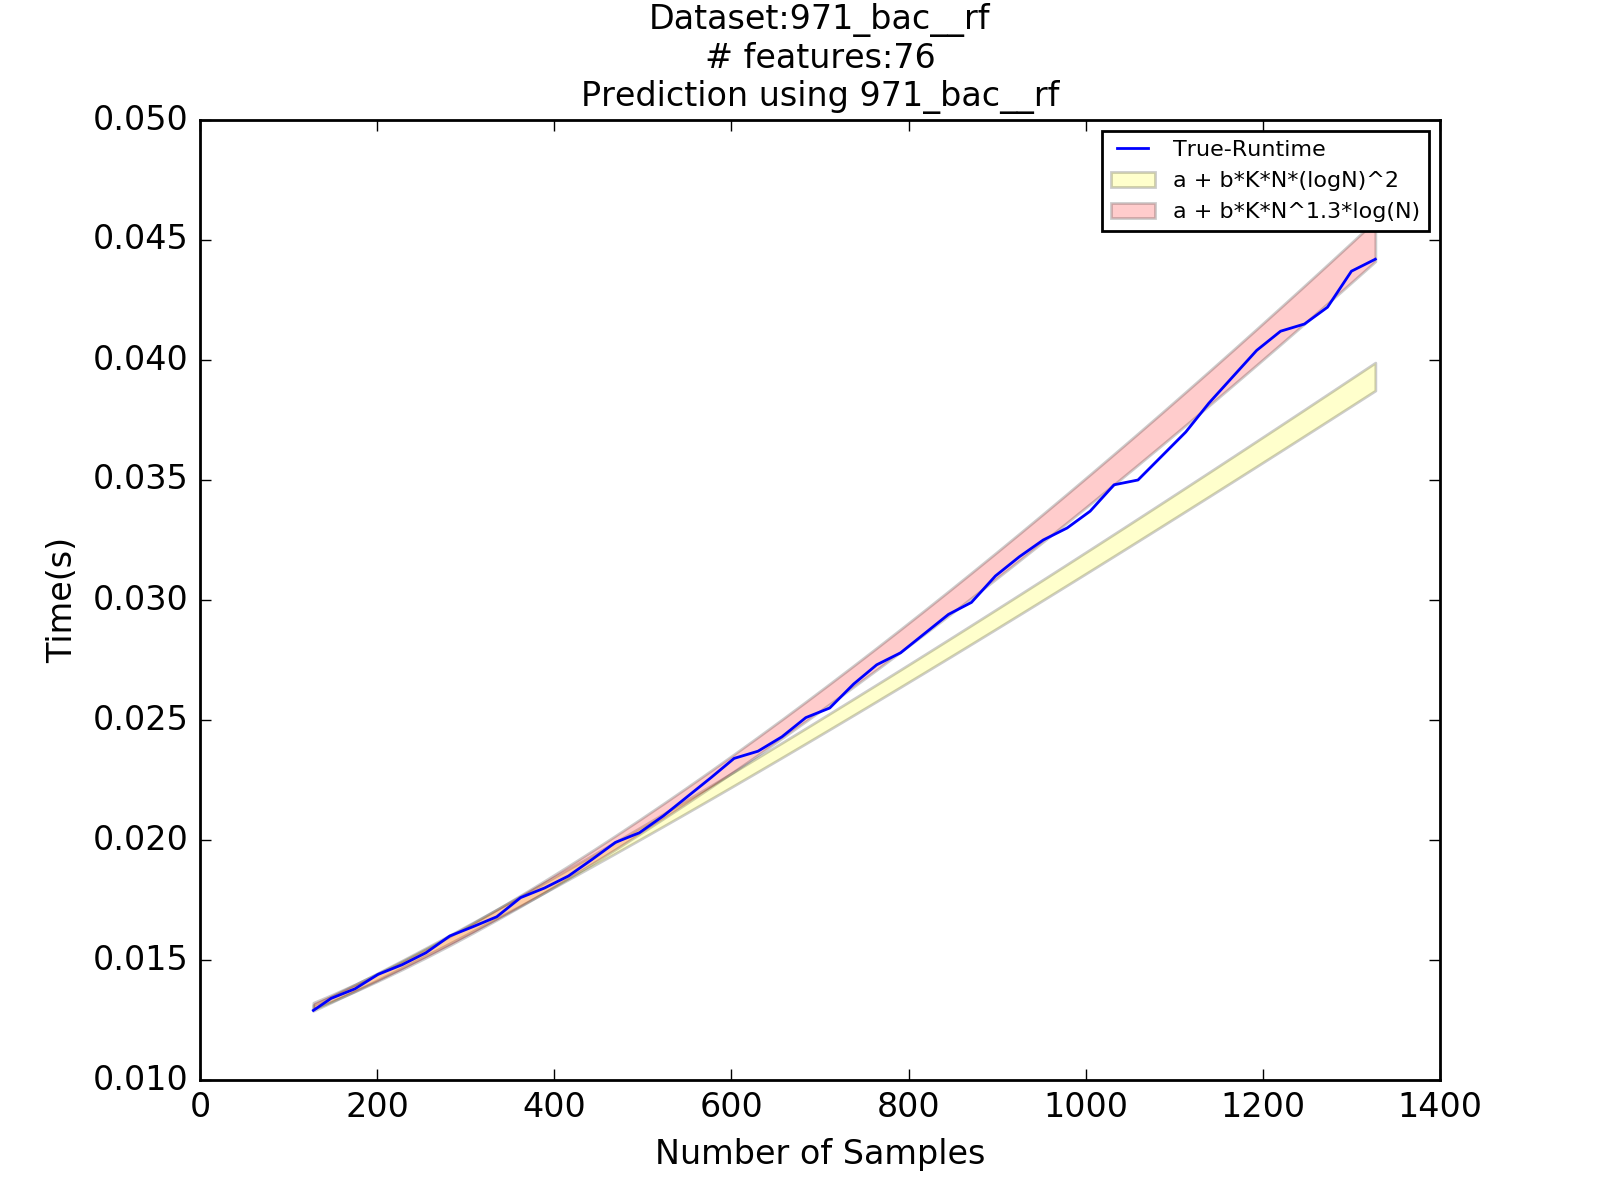 Dataset:971_bac__rf
# features:76
Prediction using 971_bac__rf
0.050
0.045
0.040
0.035
0.030
0.025
0.020
0.015
0.010
Time(s)
True-Runtime
a + b*K*N*(logN)^2
a + b*K*N^1.3*log(N)
0 200 400 600 800 1000 1200 1400
Number of Samples